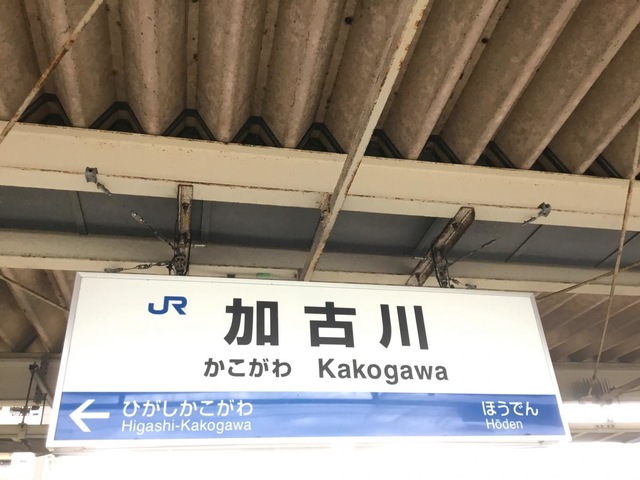 JR
加古川
かこがわ Kakogawa
ひがしかこがわ ほうでん
Higashi-Kakogawa Hōden